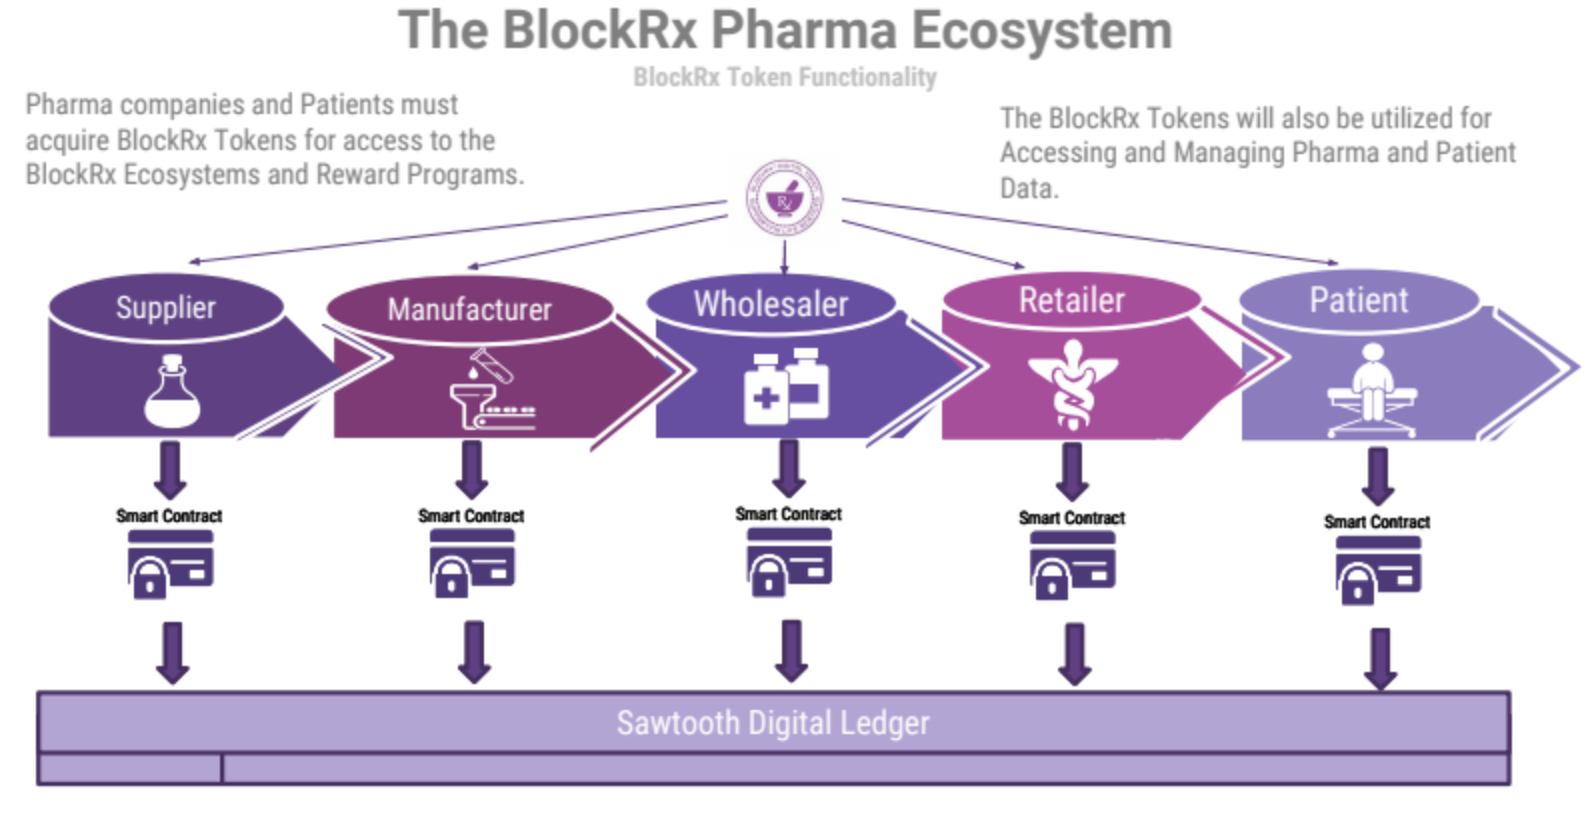 The BlockRx Pharma Ecosystem
BlockRx Token Functionality
Pharma companies and Patients must
acquire BlockRx Tokens for access to the
BlockRx Ecosystems and Reward Programs.
The BlockRx Tokens will also be utilized for
Accessing and Managing Pharma and Patient
Data.
Rx
Supplier
Manufacturer
Wholesaler
Retailer
Patient
Smart Contract
Smart Contract
Smart Contract
Smart Contract
Smart Contract
Sawtooth Digital Ledger